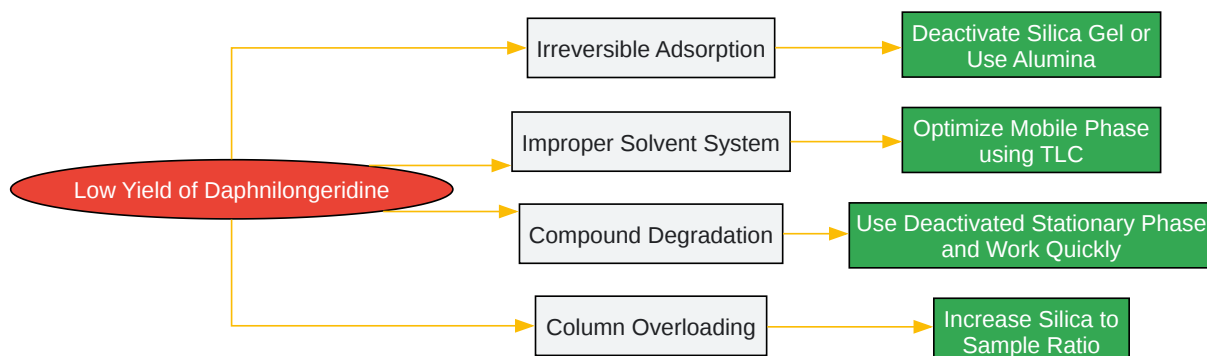 Low Yield of Daphnilongeridine
Irreversible Adsorption
Deactivate Silica Gel or
Use Alumina
Improper Solvent System
Optimize Mobile Phase
using TLC
Compound Degradation
Use Deactivated Stationary Phase
and Work Quickly
Column Overloading
Increase Silica to
Sample Ratio